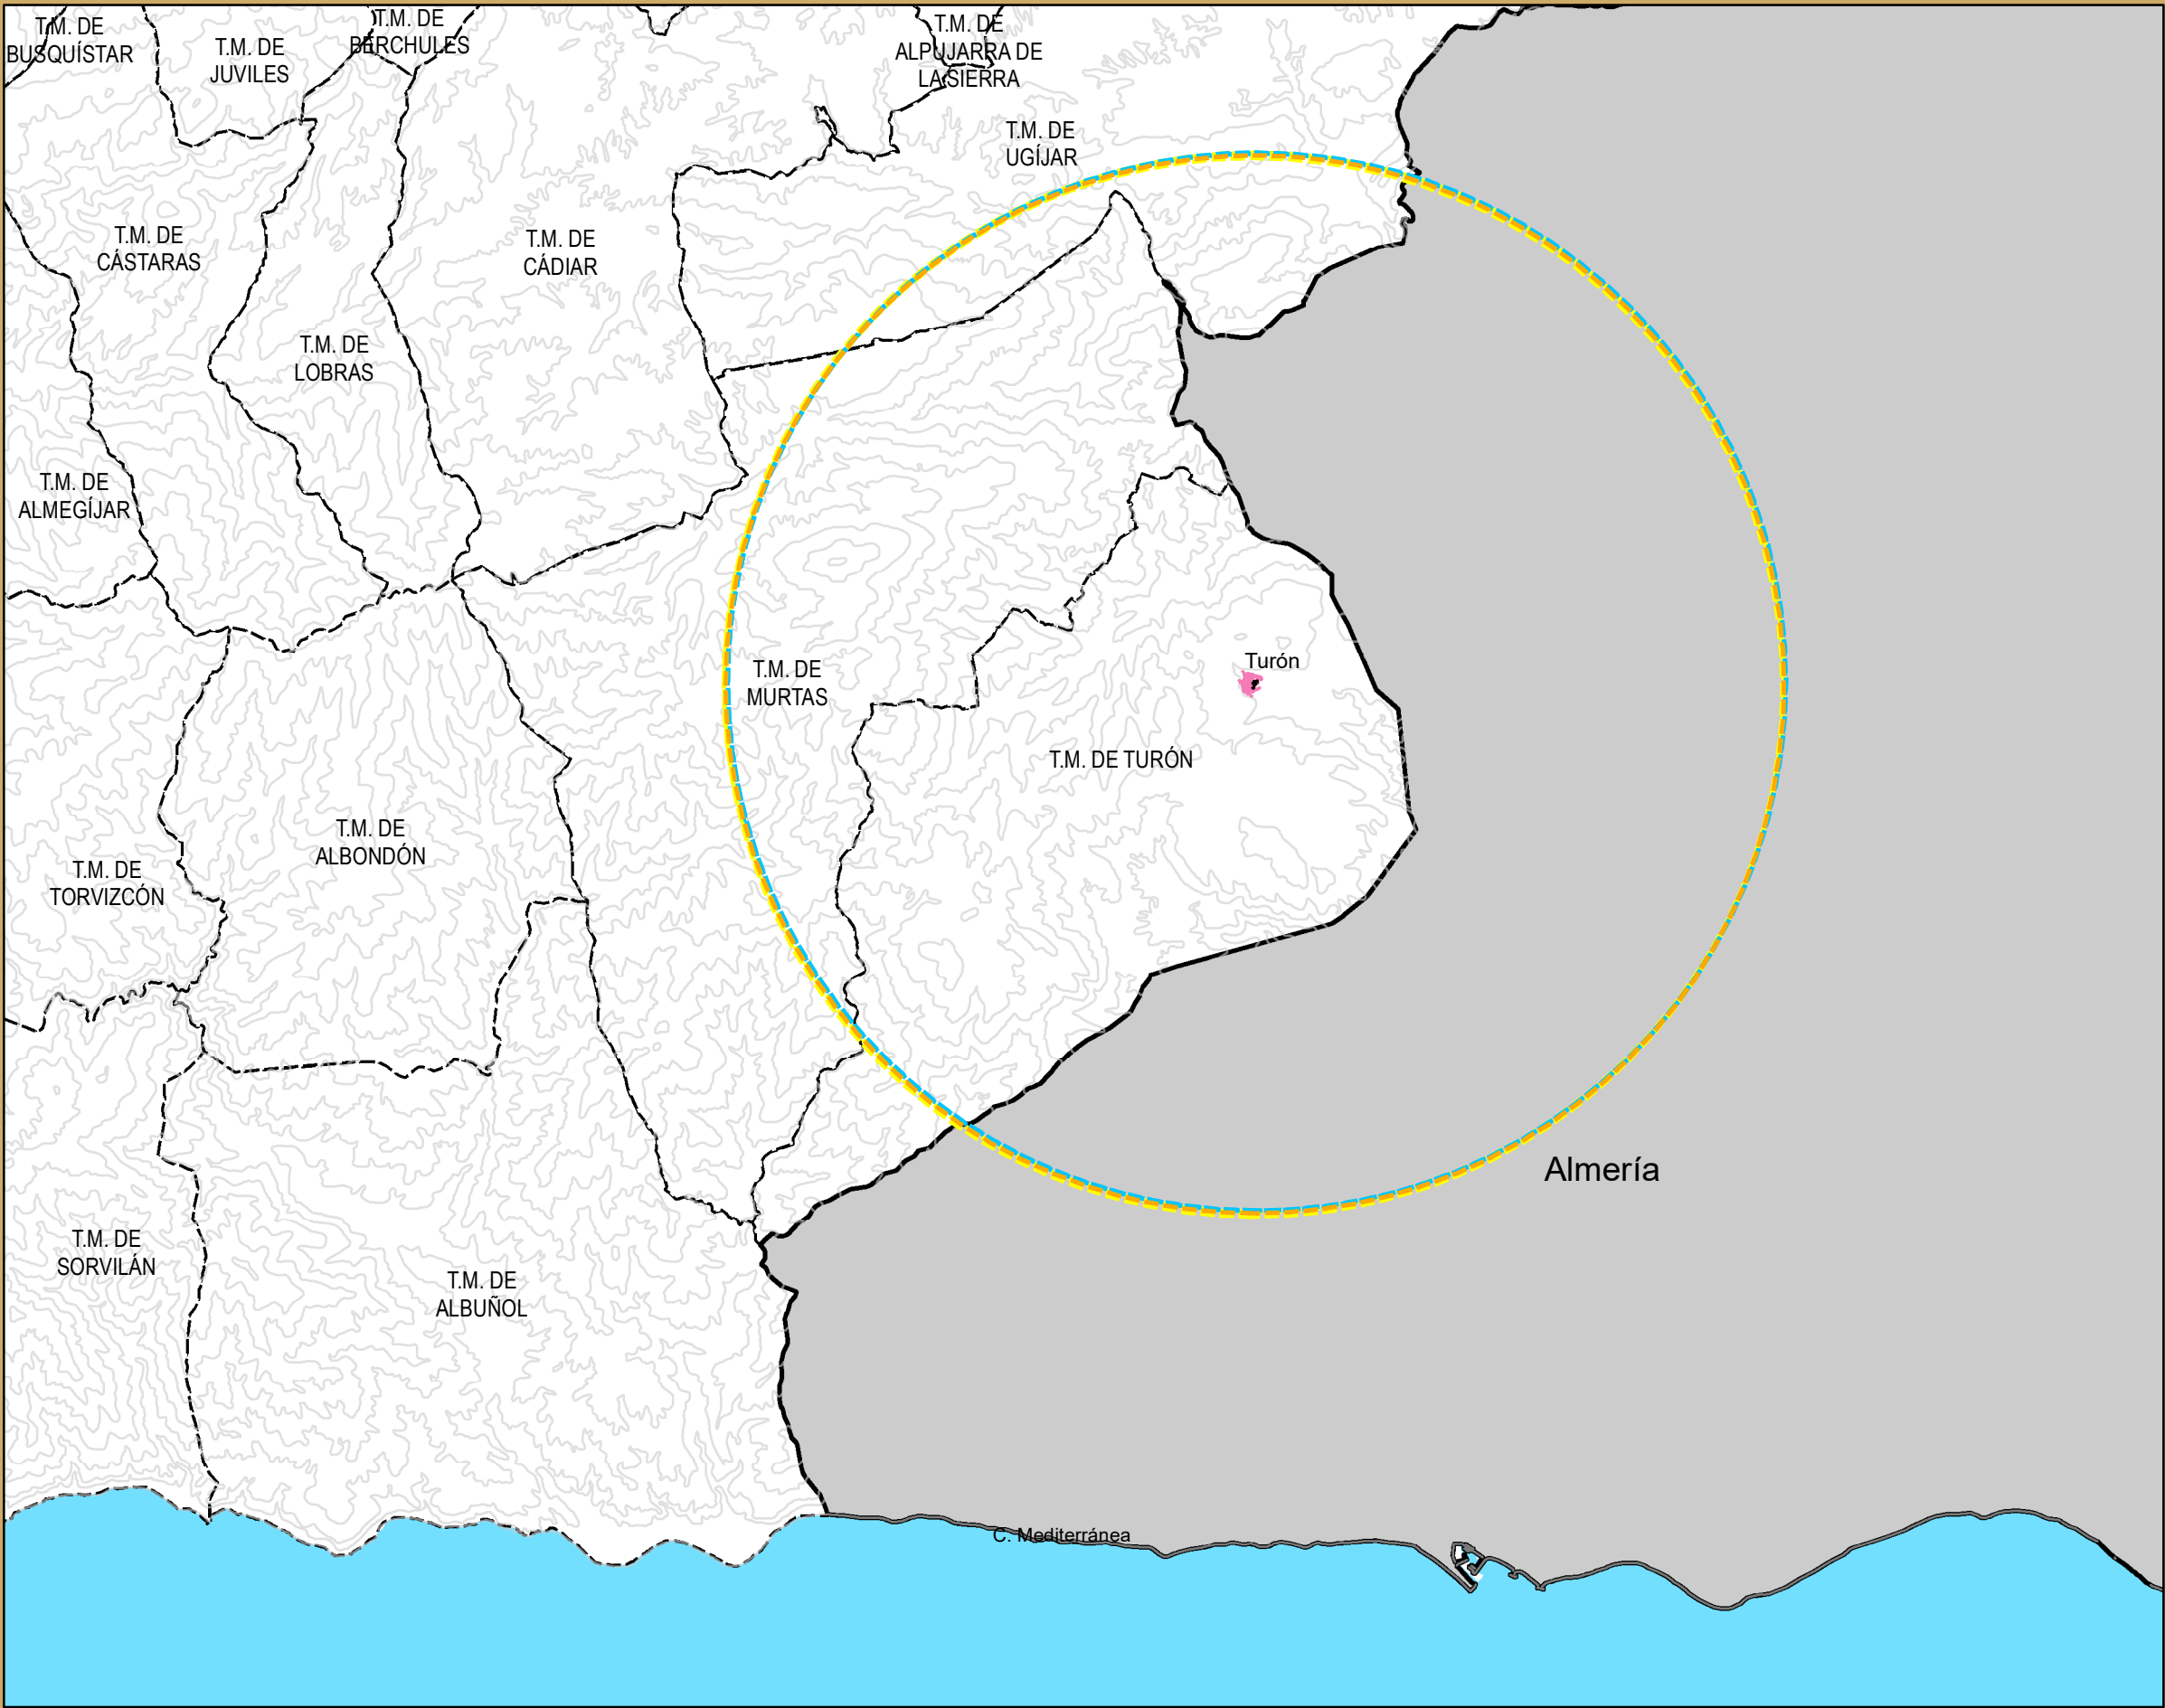 T.M. DE
BUSQUÍSTAR
T.M. DE
JUVILES
T.M. DE
BERCHULES
T.M. DE
ALPUJARRA DE
LA SIERRA
T.M. DE
UGÍJAR
T.M. DE
CÁSTARAS
T.M. DE
CÁDIAR
T.M. DE
LOBRAS
T.M. DE
ALMEGÍJAR
T.M. DE
MURTAS
Turón
T.M. DE TURÓN
T.M. DE
ALBONDÓN
T.M. DE
TORVIZCÓN
Almería
T.M. DE
SORVILÁN
T.M. DE
ALBUÑOL
C. Mediterránea